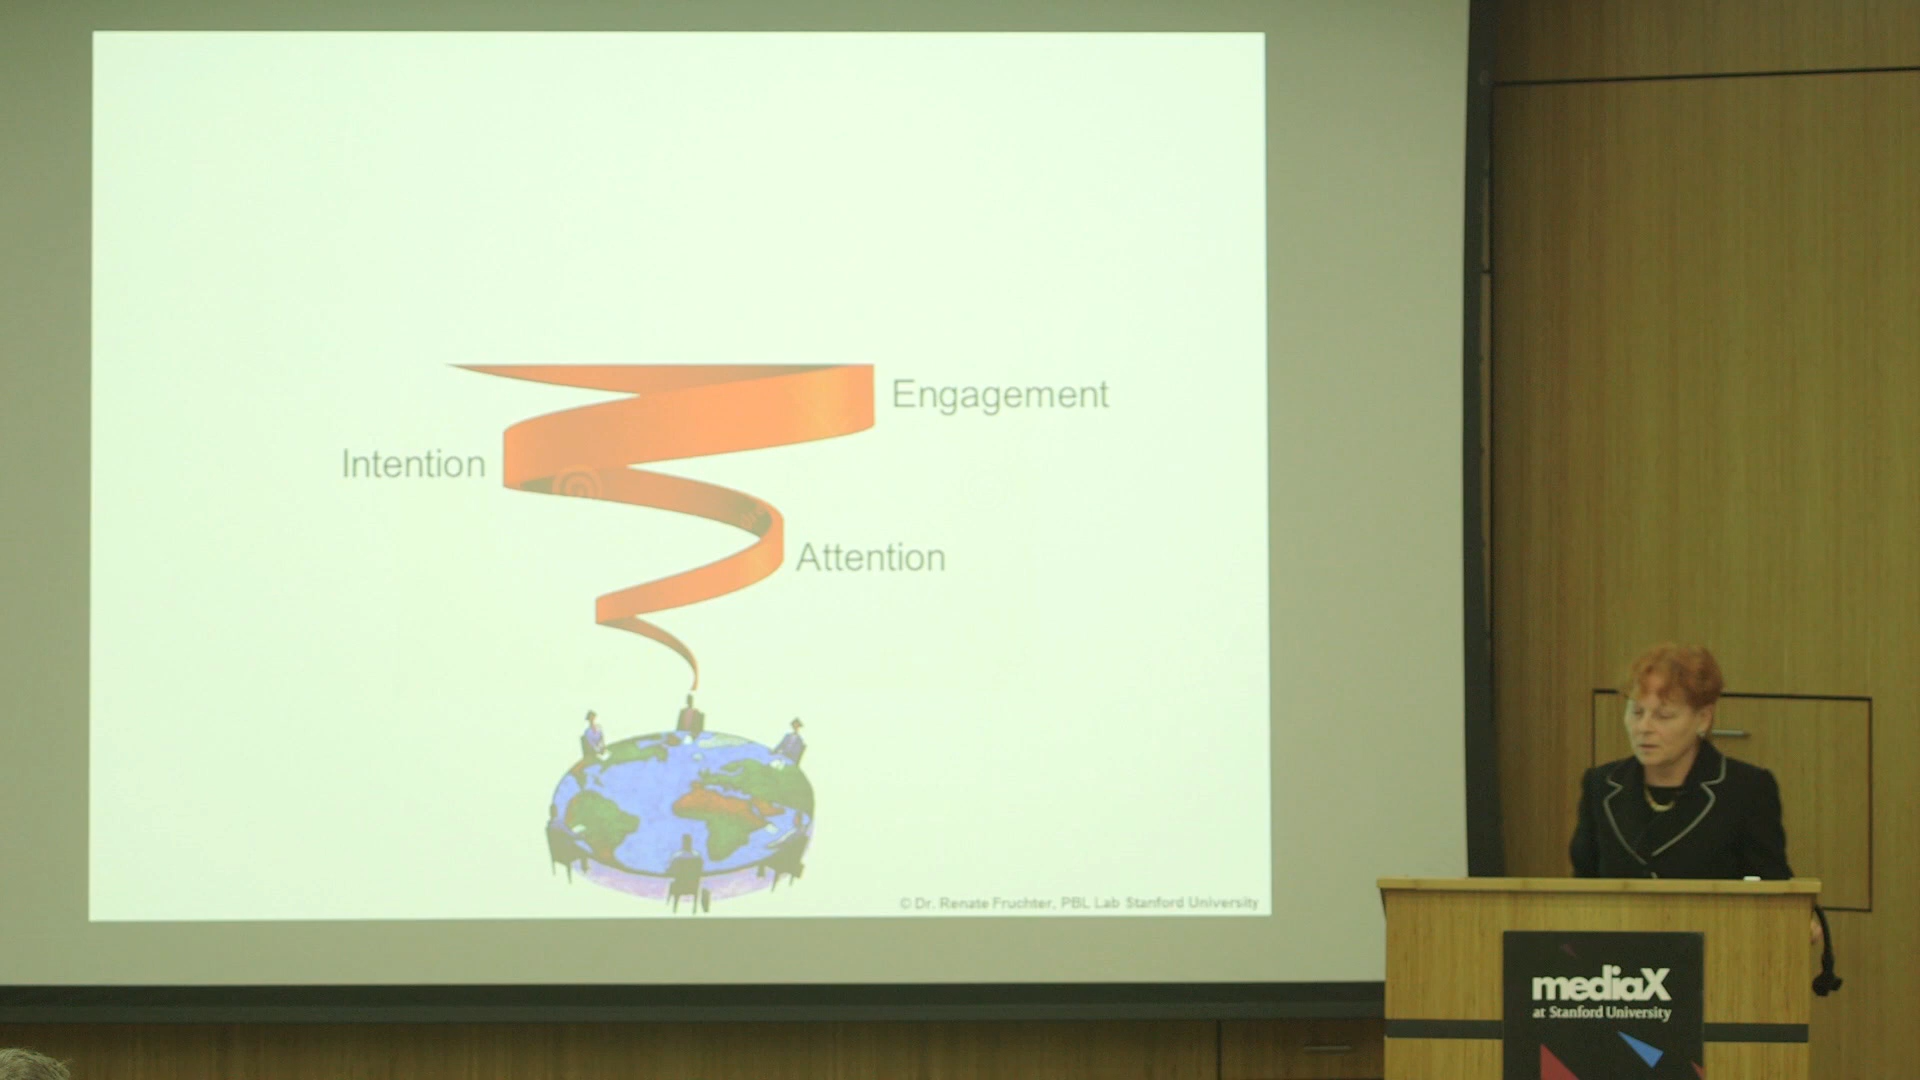 Engagement
Intention
Attention
© Dr. Renate Fruchter, PBL Lab Stanford University
mediaX
at Stanford University